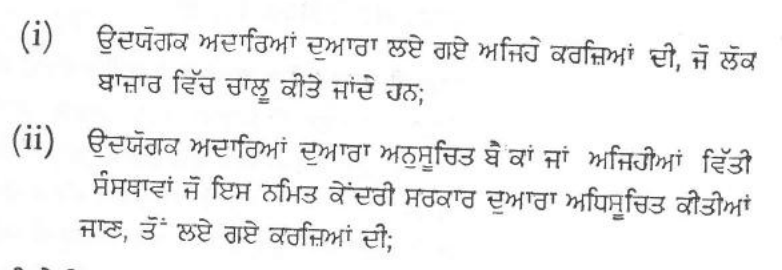 (i) ਉਦਯੋਗਕ ਅਦਾਰਿਆਂ ਦੁਆਰਾ ਲਏ ਗਏ ਅਜਿਹੇ ਕਰਜ਼ਿਆਂ ਦੀ, ਜੋ ਲੋਕ
ਬਾਜ਼ਾਰ ਵਿੱਚ ਚਾਲੂ ਕੀਤੇ ਜਾਂਦੇ ਹਨ;
(ii) ਉਦਯੋਗਕ ਅਦਾਰਿਆਂ ਦੁਆਰਾ ਅਨੁਸੂਚਿਤ ਬੈਂਕਾਂ ਜਾਂ ਅਜਿਹੀਆਂ ਵਿੱਤੀ
ਸੰਸਥਾਵਾਂ ਜੋ ਇਸ ਨਮਿਤ ਕੇਂਦਰੀ ਸਰਕਾਰ ਦੁਆਰਾ ਅਧਿਸੂਚਿਤ ਕੀਤੀਆਂ
ਜਾਣ, ਤੋਂ ਲਏ ਗਏ ਕਰਜ਼ਿਆਂ ਦੀ;